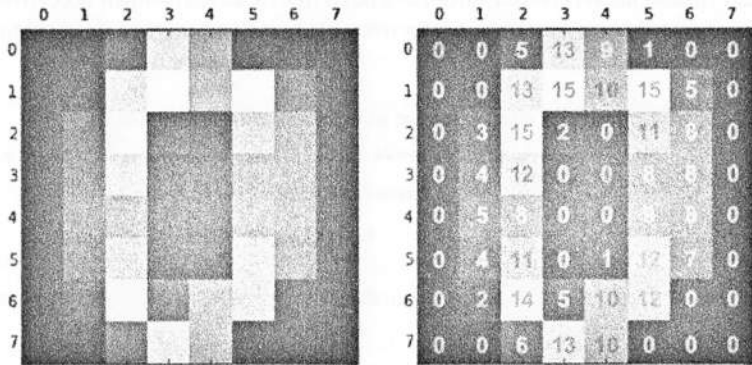 0 1 2 3 4 5 6 7 0 1 2 3 4 5 6 7
0 0 0 0 5 13 9 1 0 0
1 1 0 0 13 15 10 15 5 0
2 2 0 3 15 2 0 11 8 0
3 3 0 4 12 0 0 8 8 0
4 4 0 5 8 0 0 9 8 0
5 5 0 4 11 0 1 12 7 0
6 6 0 2 14 5 10 12 0 0
7 7 0 0 6 13 10 0 0 0